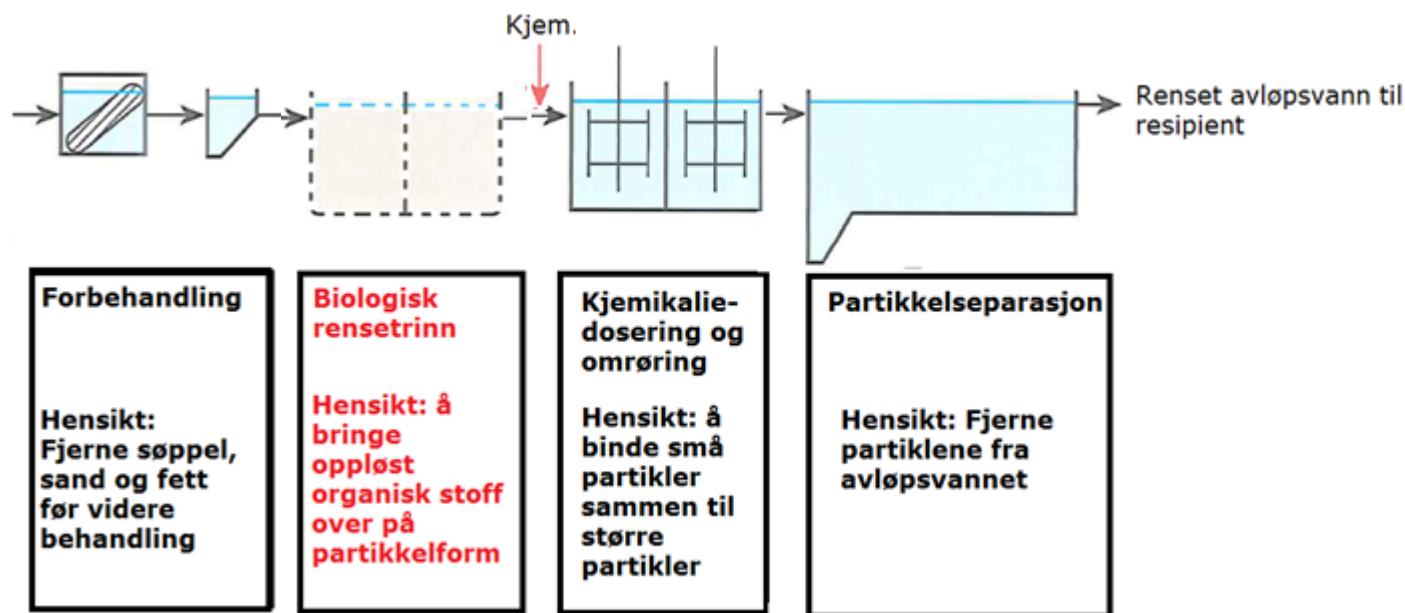 Kjem.
Renset avløpsvann til
resipient
Forbehandling
Hensikt:
Fjerne søppel,
sand og fett
før videre
behandling
Biologisk
rensetrinn
Hensikt: å
bringe
oppløst
organisk stoff
over på
partikkelform
Kjemikalie-
dosering og
omrøring
Hensikt: å
binde små
partikler
sammen til
større
partikler
Partikkelseparasjon
Hensikt: Fjerne
partiklene fra
avløpsvannet